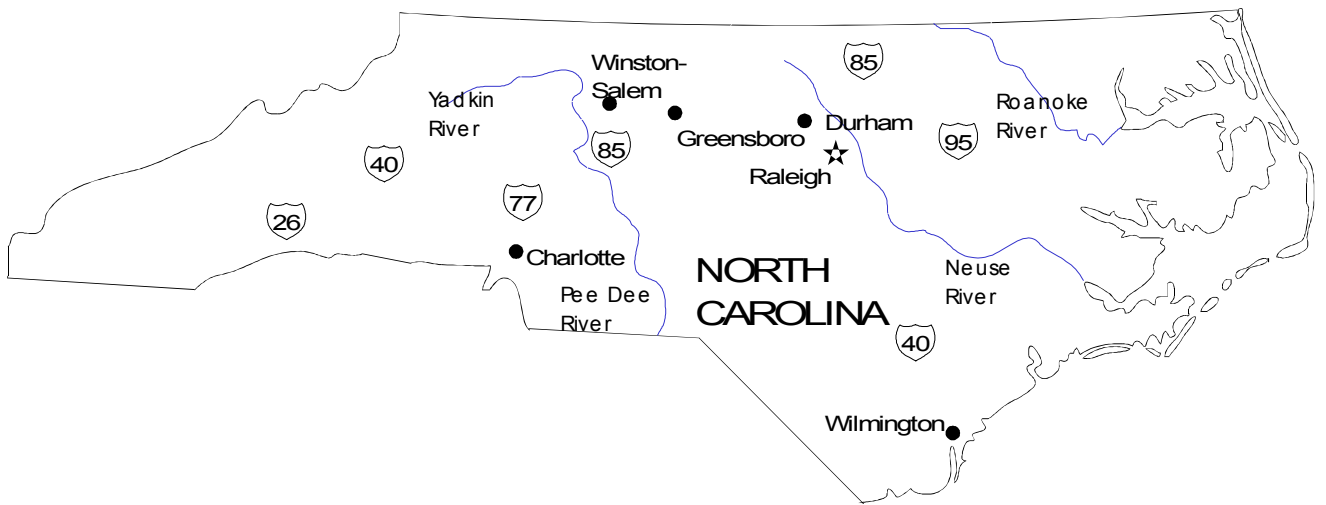 Winston-
Salem
85
Yadkin
River
Roanoke
River
Greensboro
Durham
95
85
40
Raleigh
77
26
Charlotte
NORTH
CAROLINA
Neuse
River
Pee Dee
River
40
Wilmington